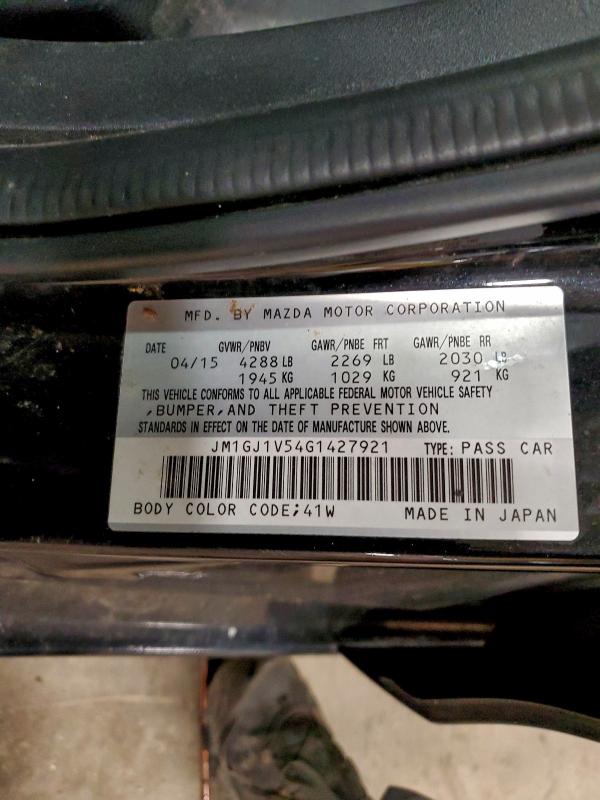 MFD. BY MAZDA MOTOR CORPORATION
DATE GVWR/PNBV GAWR/PNBE FRT GAWR/PNBE RR
04/15 4288 LB 2269 LB 2030 LB
1945 KG 1029 KG 921 KG
THIS VEHICLE CONFORMS TO ALL APPLICABLE FEDERAL MOTOR VEHICLE SAFETY
,BUMPER,AND THEFT PREVENTION
STANDARDS IN EFFECT ON THE DATE OF MANUFACTURE SHOWN ABOVE.
JM1GJ1V54G1427921 TYPE: PASS CAR
BODY COLOR CODE;41W MADE IN JAPAN